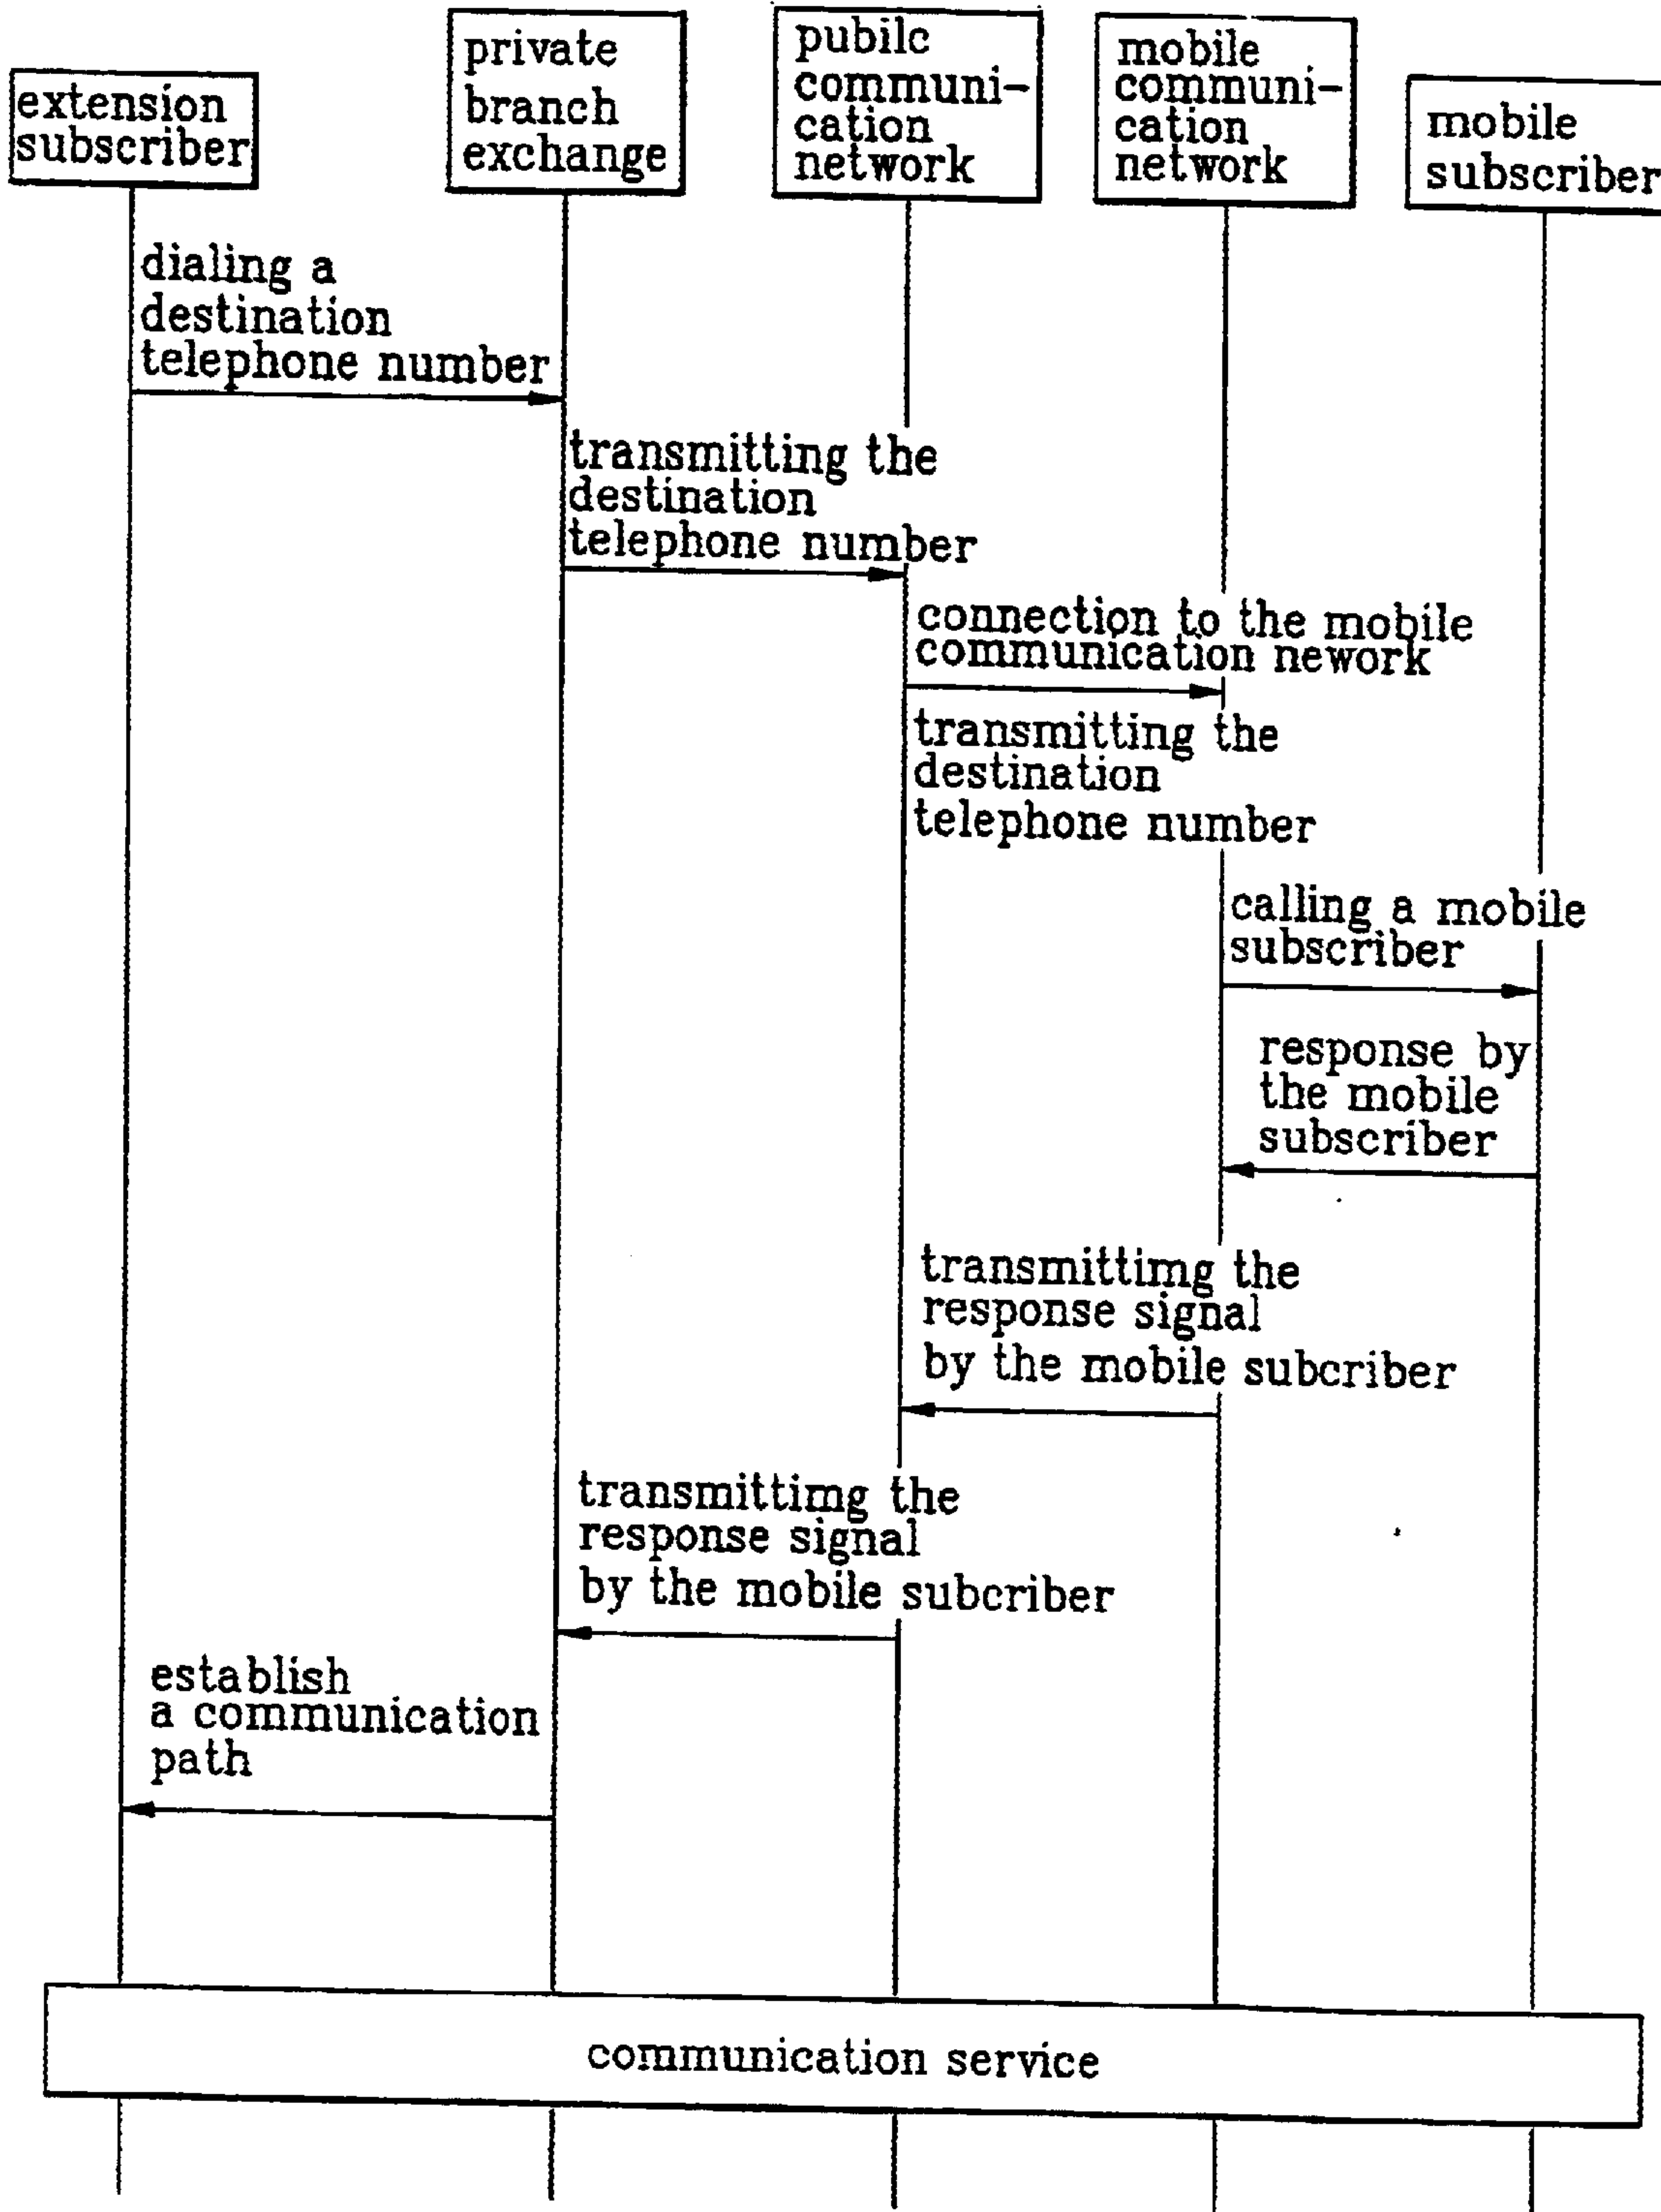 extension
subscriber
private
branch
exchange
pubilc
communi-
cation
network
mobile
communi-
cation
network
mobile
subscriber
dialing a
destination
telephone number
transmitting the
destination
telephone number
connection to the mobile
communication nework
transmitting the
destination
telephone number
calling a mobile
subscriber
response by
the mobile
subscriber
transmittimg the
response signal
by the mobile subcriber
transmittimg the
response signal
by the mobile subcriber
establish
a communication
path
communication service